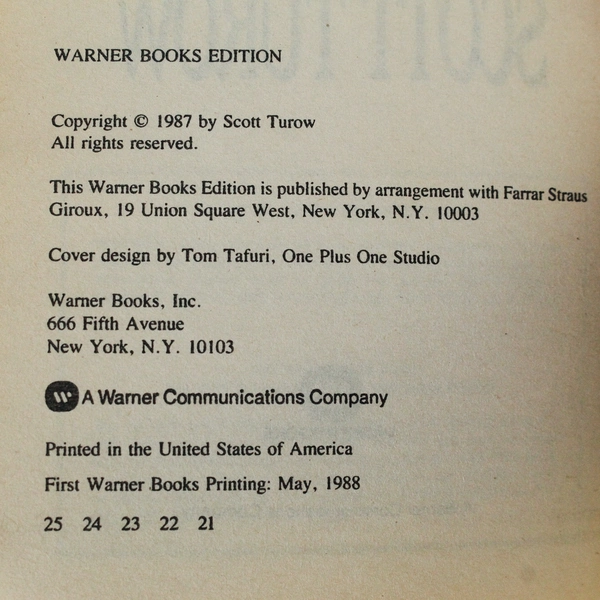 WARNER BOOKS EDITION
Copyright © 1987 by Scott Turow
All rights reserved.
This Warner Books Edition is published by arrangement with Farrar Straus
Giroux, 19 Union Square West, New York, N.Y. 10003
Cover design by Tom Tafuri, One Plus One Studio
Warner Books, Inc.
666 Fifth Avenue
New York, N.Y. 10103
A Warner Communications Company
Printed in the United States of America
First Warner Books Printing: May, 1988
25 24 23 22 21